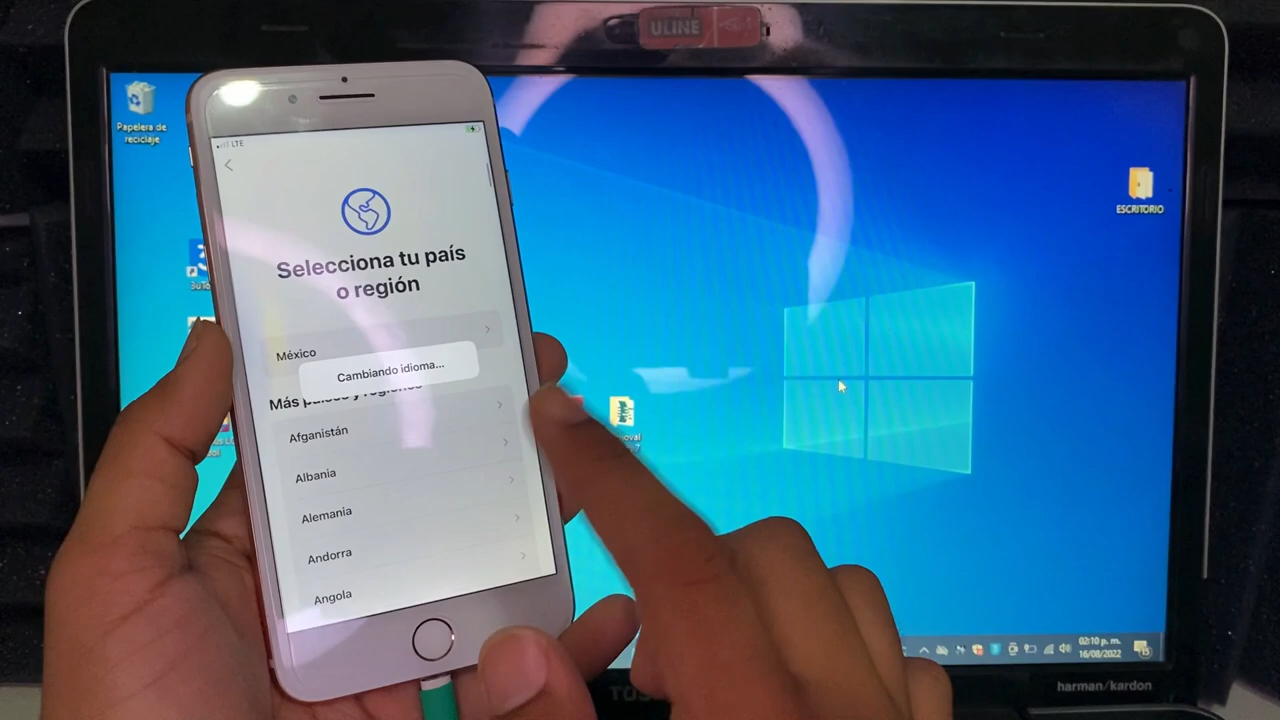 ULINE
Papelera de
reciclaje
ESCRITORIO
LTE
Selecciona tu país
o región
México
Cambiando idioma...
Más países y regiones
Afganistán
Albania
Alemania
Andorra
Angola
02:10 p. m.
16/08/2022
harman/kardon